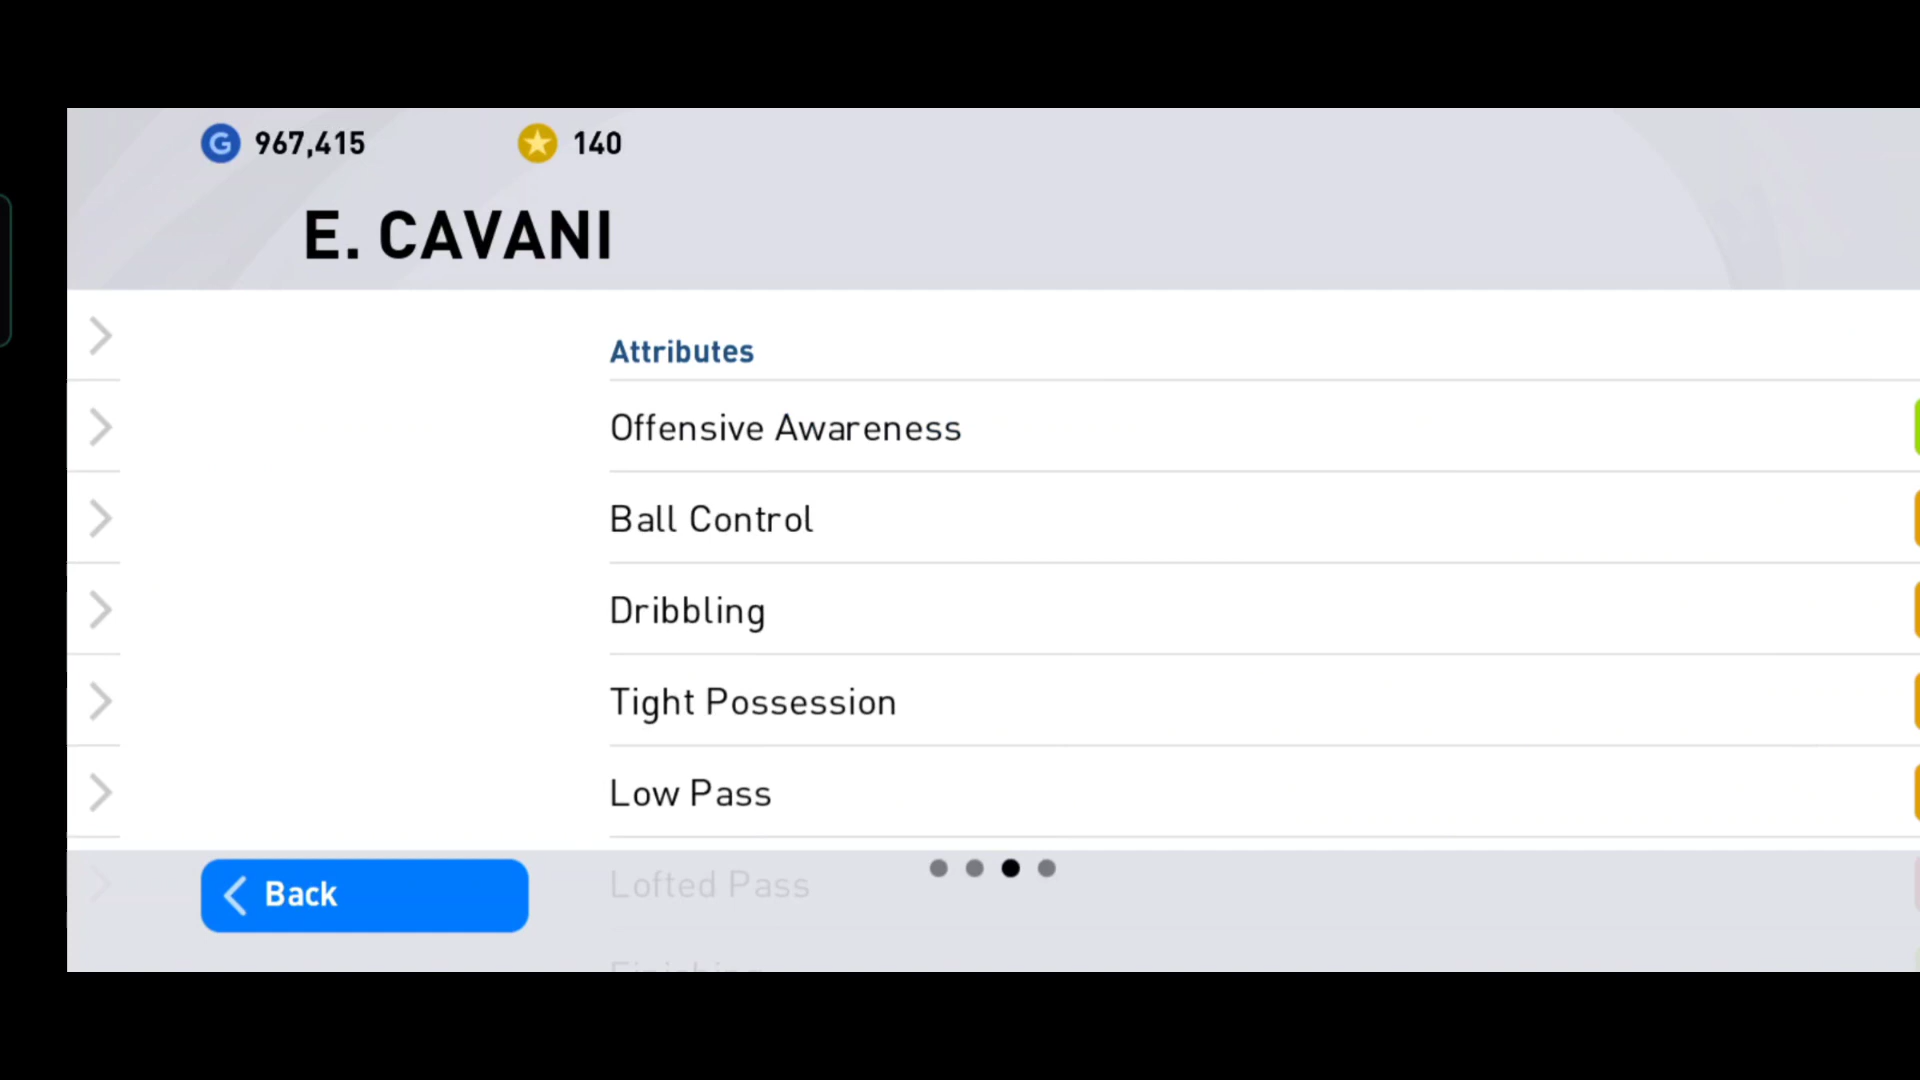 G 967,415 140
E. CAVANI
Attributes
Offensive Awareness
Ball Control
Dribbling
Tight Possession
Low Pass
Lofted Pass
Back